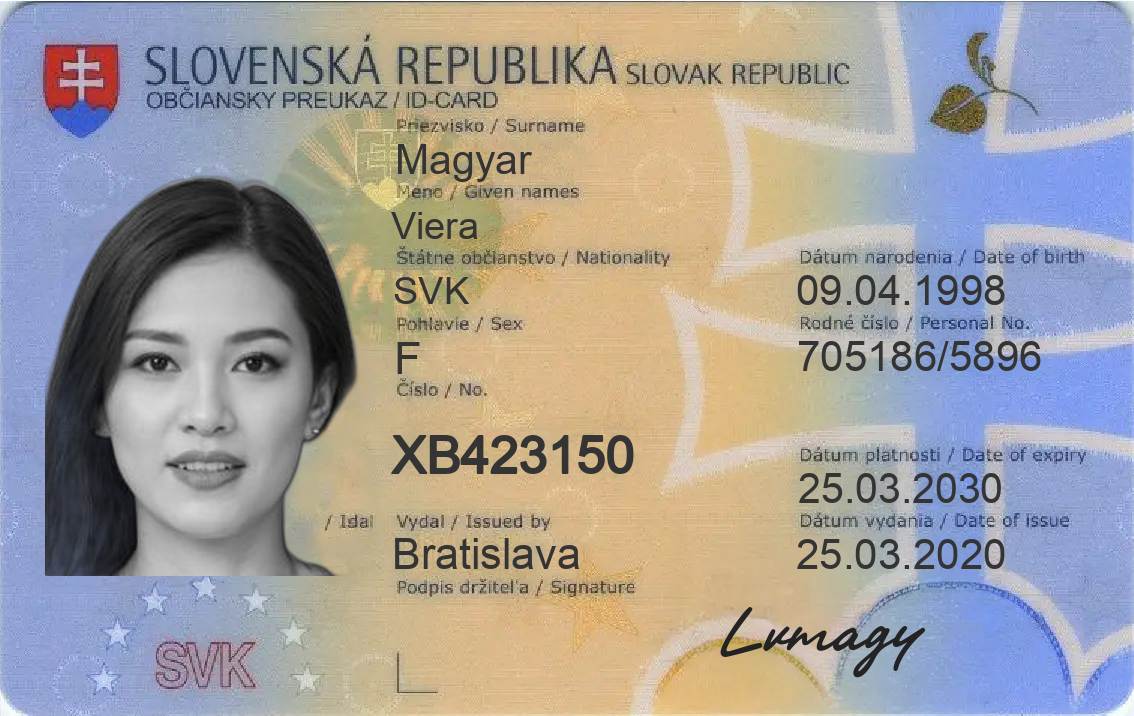 SLOVENSKÁ REPUBLIKA SLOVAK REPUBLIC
OBČIANSKY PREUKAZ / ID-CARD
Priezvisko / Surname
Magyar
Meno / Given names
Viera
Štátne občianstvo / Nationality
SVK
Dátum narodenia / Date of birth
09.04.1998
Pohlavie / Sex
F
Rodné číslo / Personal No.
705186/5896
Číslo / No.
XB423150
Dátum platnosti / Date of expiry
25.03.2030
/ Idal
Vydal / Issued by
Bratislava
Dátum vydania / Date of issue
25.03.2020
Podpis držiteľa / Signature
Lvmagy
SVK